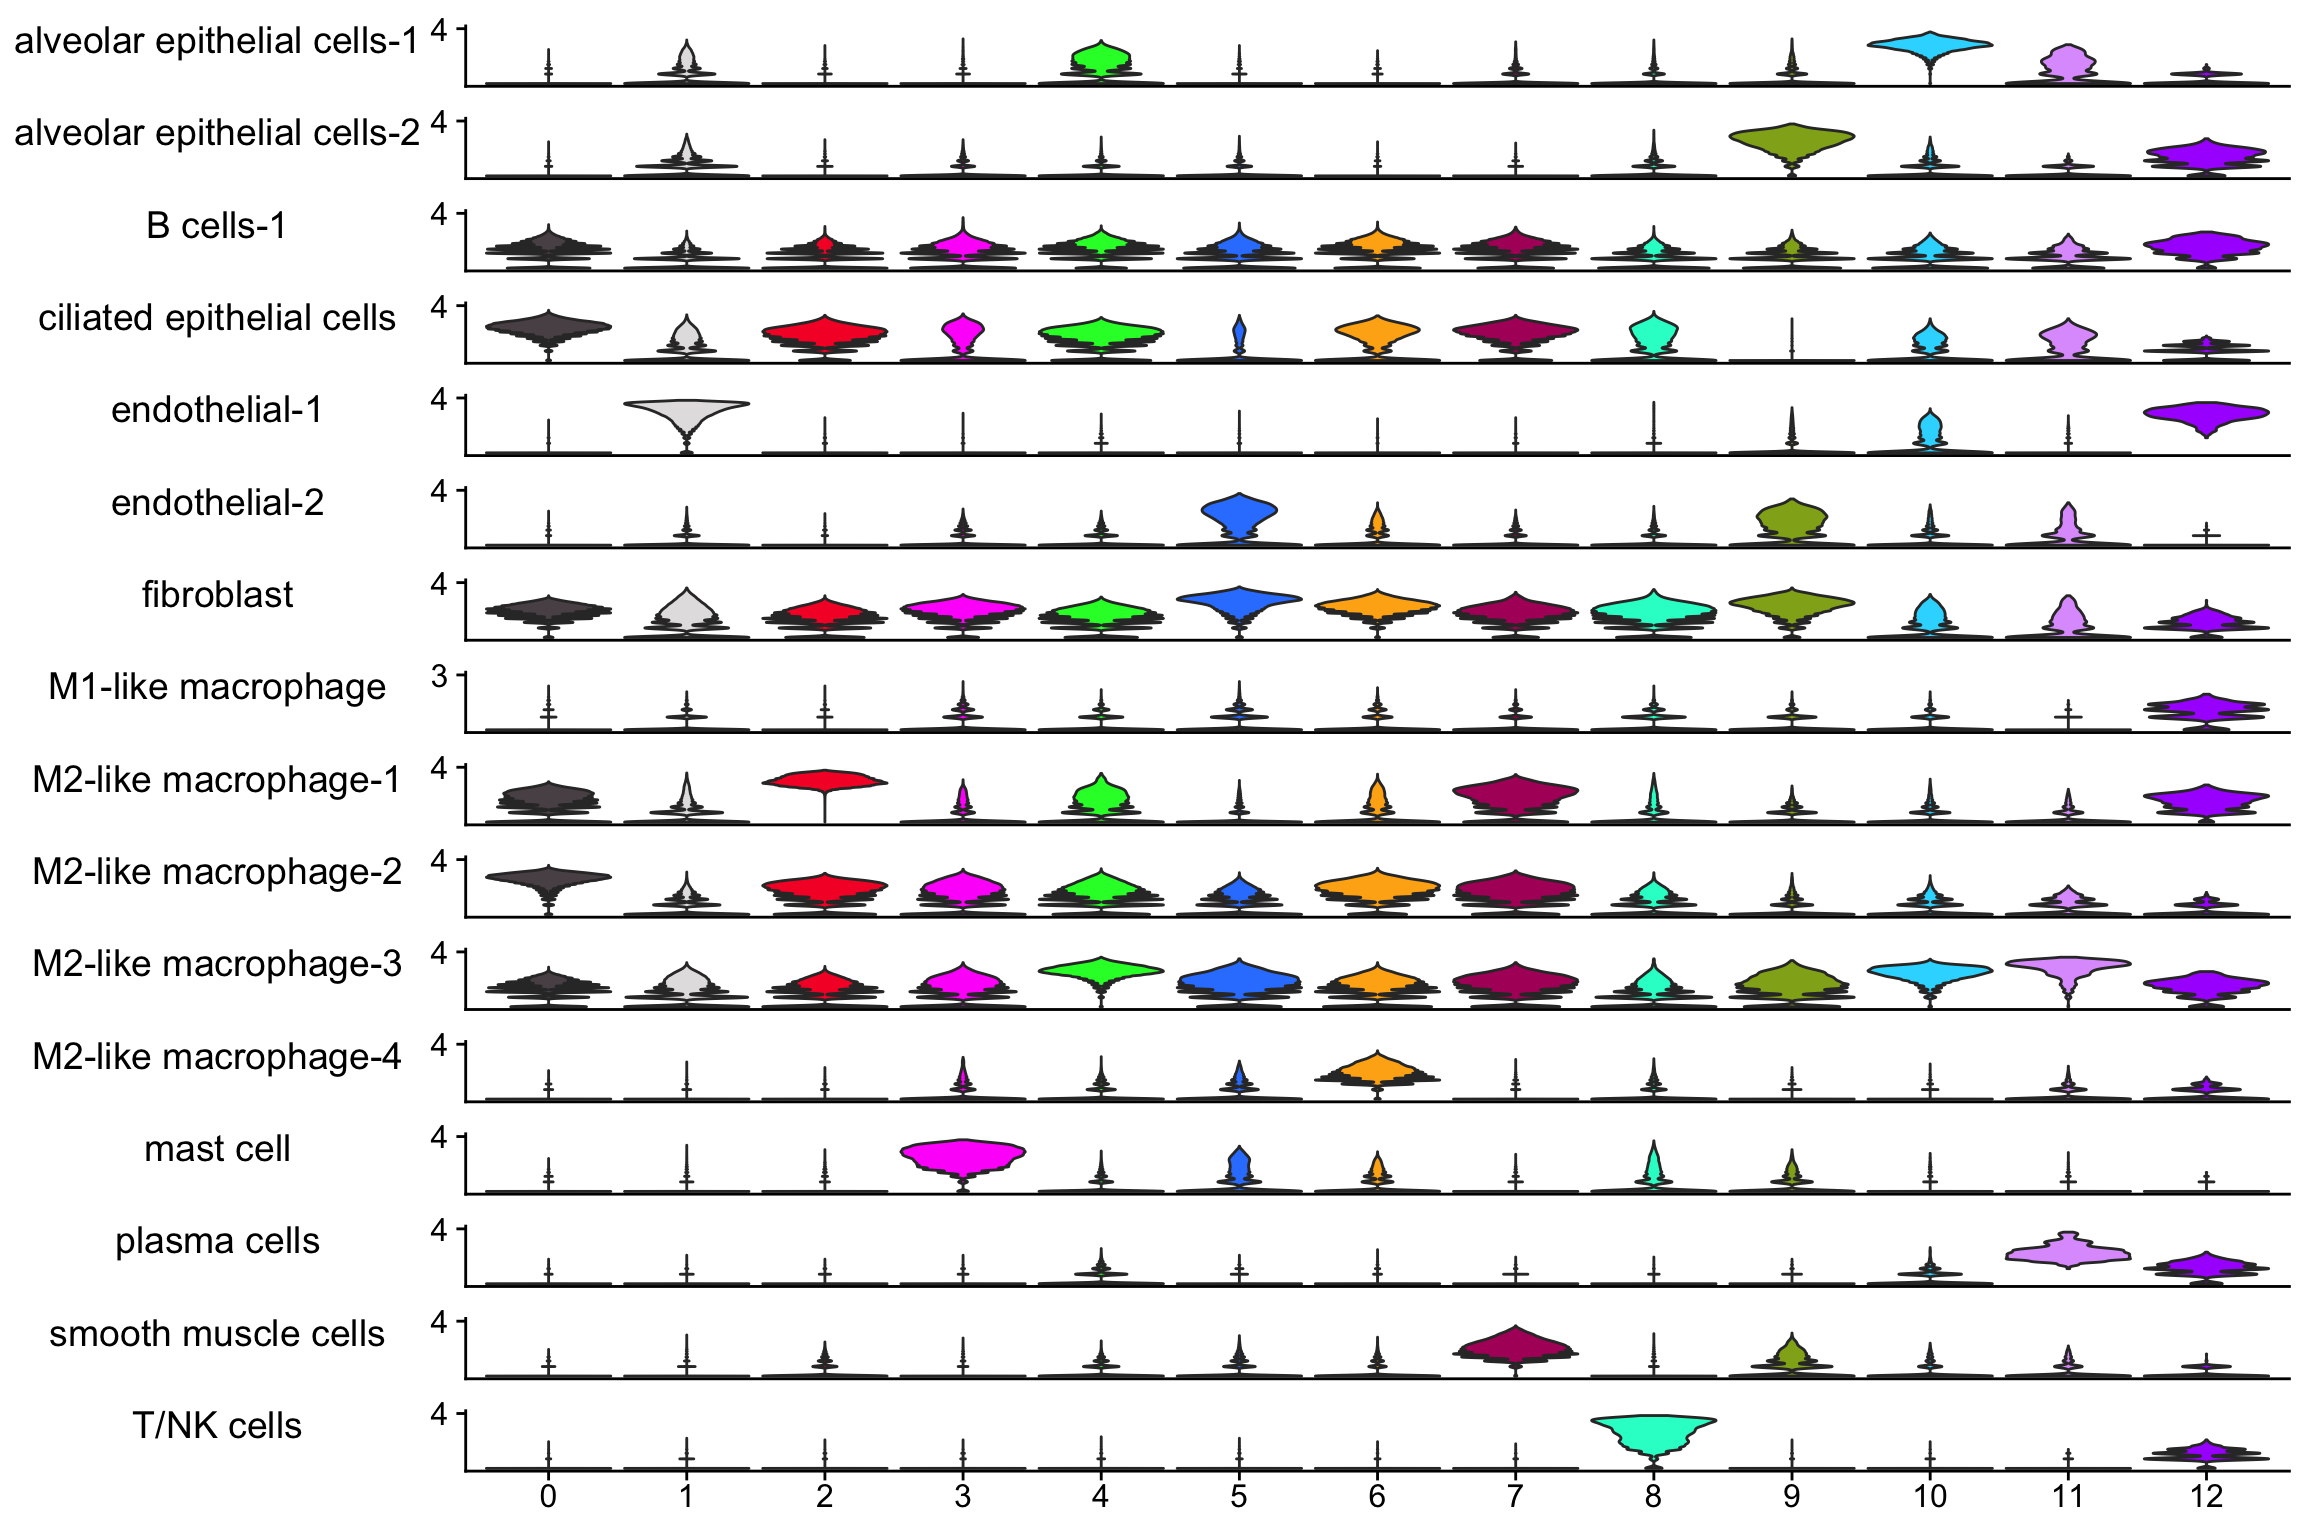 alveolar epithelial cells-1 4
alveolar epithelial cells-2 4
B cells-1 4
ciliated epithelial cells 4
endothelial-1 4
endothelial-2 4
fibroblast 4
M1-like macrophage 3
M2-like macrophage-1 4
M2-like macrophage-2 4
M2-like macrophage-3 4
M2-like macrophage-4 4
mast cell 4
plasma cells 4
smooth muscle cells 4
T/NK cells 4
0 1 2 3 4 5 6 7 8 9 10 11 12